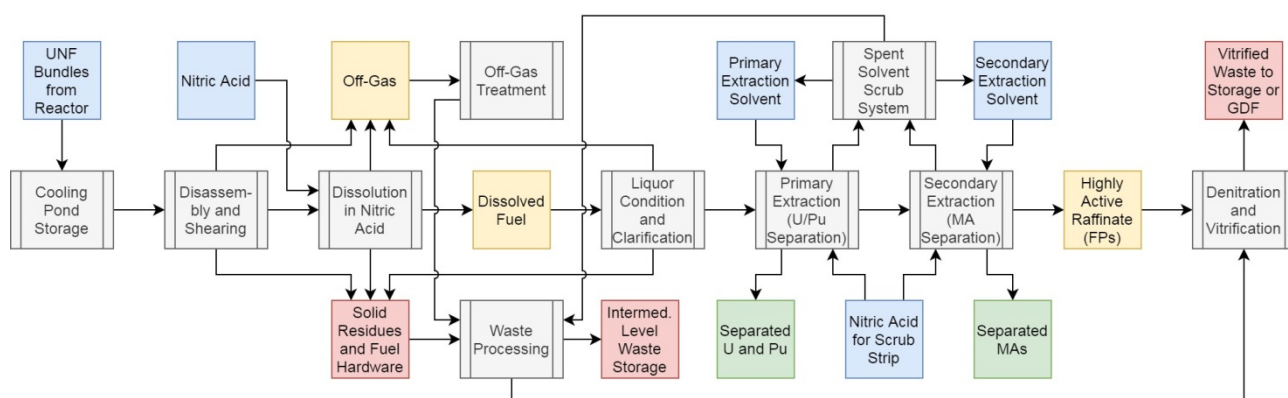 UNF
Bundles
from
Reactor
Nitric Acid
Off-Gas
Off-Gas
Treatment
Primary
Extraction
Solvent
Spent
Solvent
Scrub
System
Secondary
Extraction
Solvent
Vitrified
Waste to
Storage or
GDF
Cooling
Pond
Storage
Disassem-
bly and
Shearing
Dissolution
in Nitric
Acid
Dissolved
Fuel
Liquor
Condition
and
Clarification
Primary
Extraction
(U/Pu
Separation)
Secondary
Extraction
(MA
Separation)
Highly
Active
Raffinate
(FPs)
Denitration
and
Vitrification
Solid
Residues
and Fuel
Hardware
Waste
Processing
Intermed.
Level
Waste
Storage
Separated
U and Pu
Nitric Acid
for Scrub
Strip
Separated
MAs